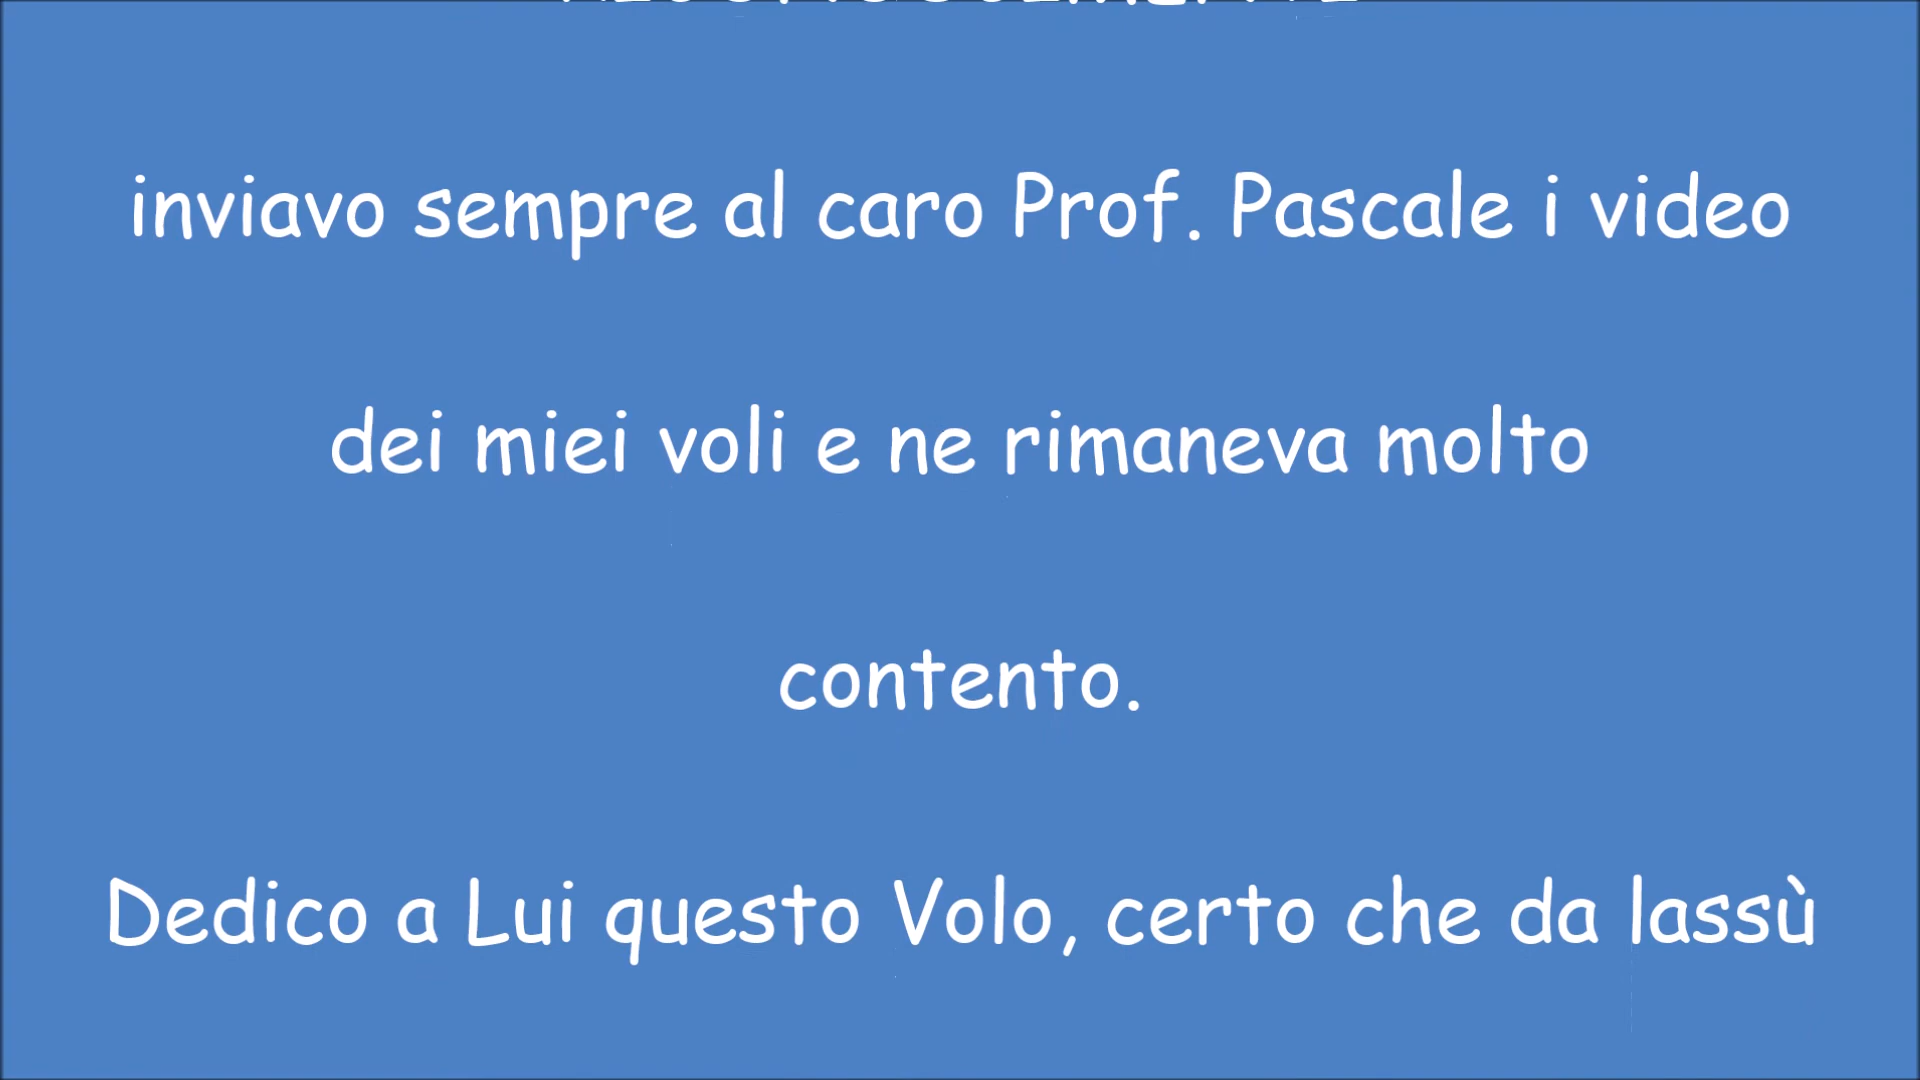 inviavo sempre al caro Prof. Pascale i video
dei miei voli e ne rimaneva molto
contento.
Dedico a Lui questo Volo, certo che da lassù